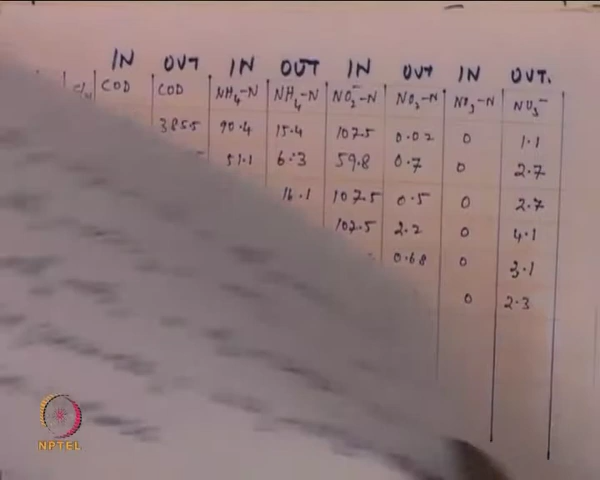 IN OUT IN OUT IN OUT IN OUT.
C/N COD COD NH4-N NH4-N NO2⁻-N NO2-N NO3-N NO3⁻
385.5 90.4 15.4 107.5 0.02 0 1.1
51.1 6.3 59.8 0.7 0 2.7
16.1 107.5 0.5 0 2.7
107.5 2.2 0 4.1
0.68 0 3.1
0 2.3
NPTEL